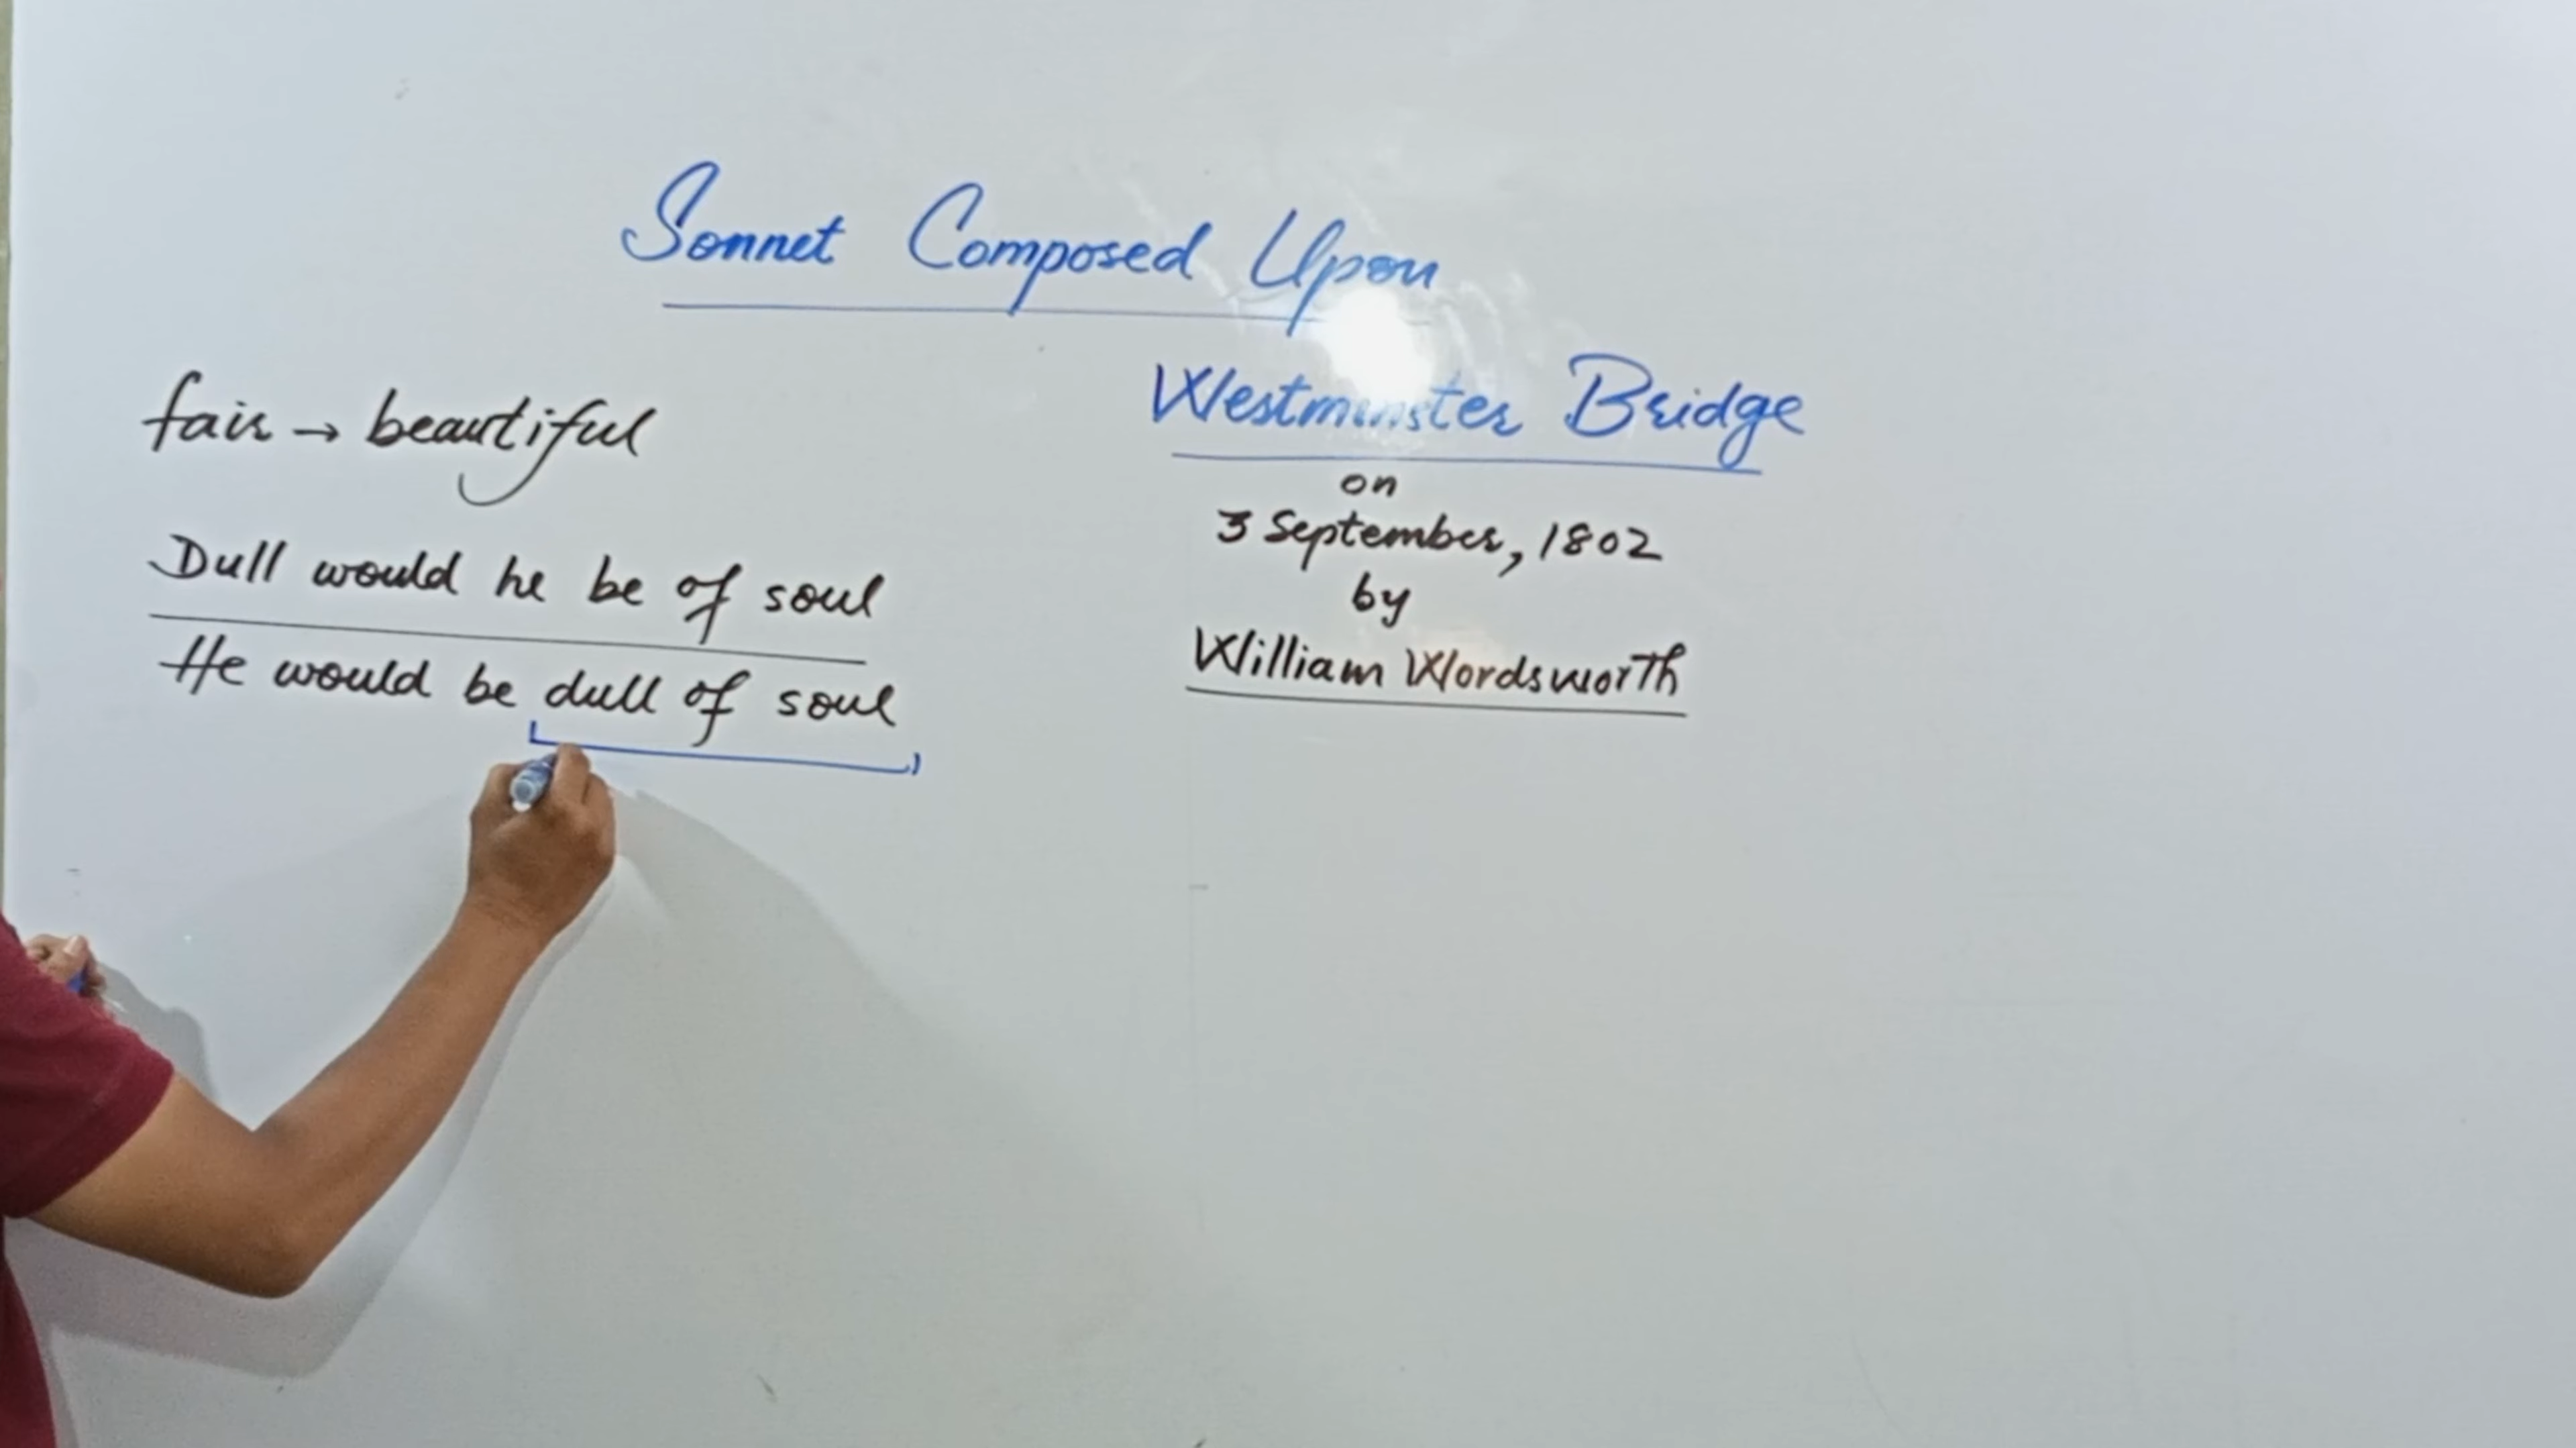 Sonnet Composed Upon
Westminster Bridge
on
3 September, 1802
by
William Wordsworth
fair → beautiful
Dull would he be of soul
He would be dull of soul